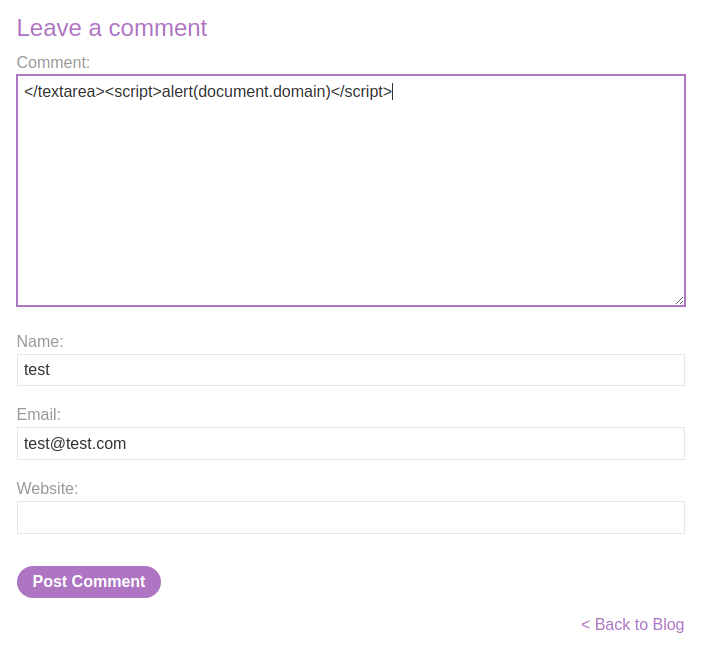 Leave a comment
Comment:
</textarea><script>alert(document.domain)</script>
Name:
test
Email:
test@test.com
Website:
Post Comment
< Back to Blog